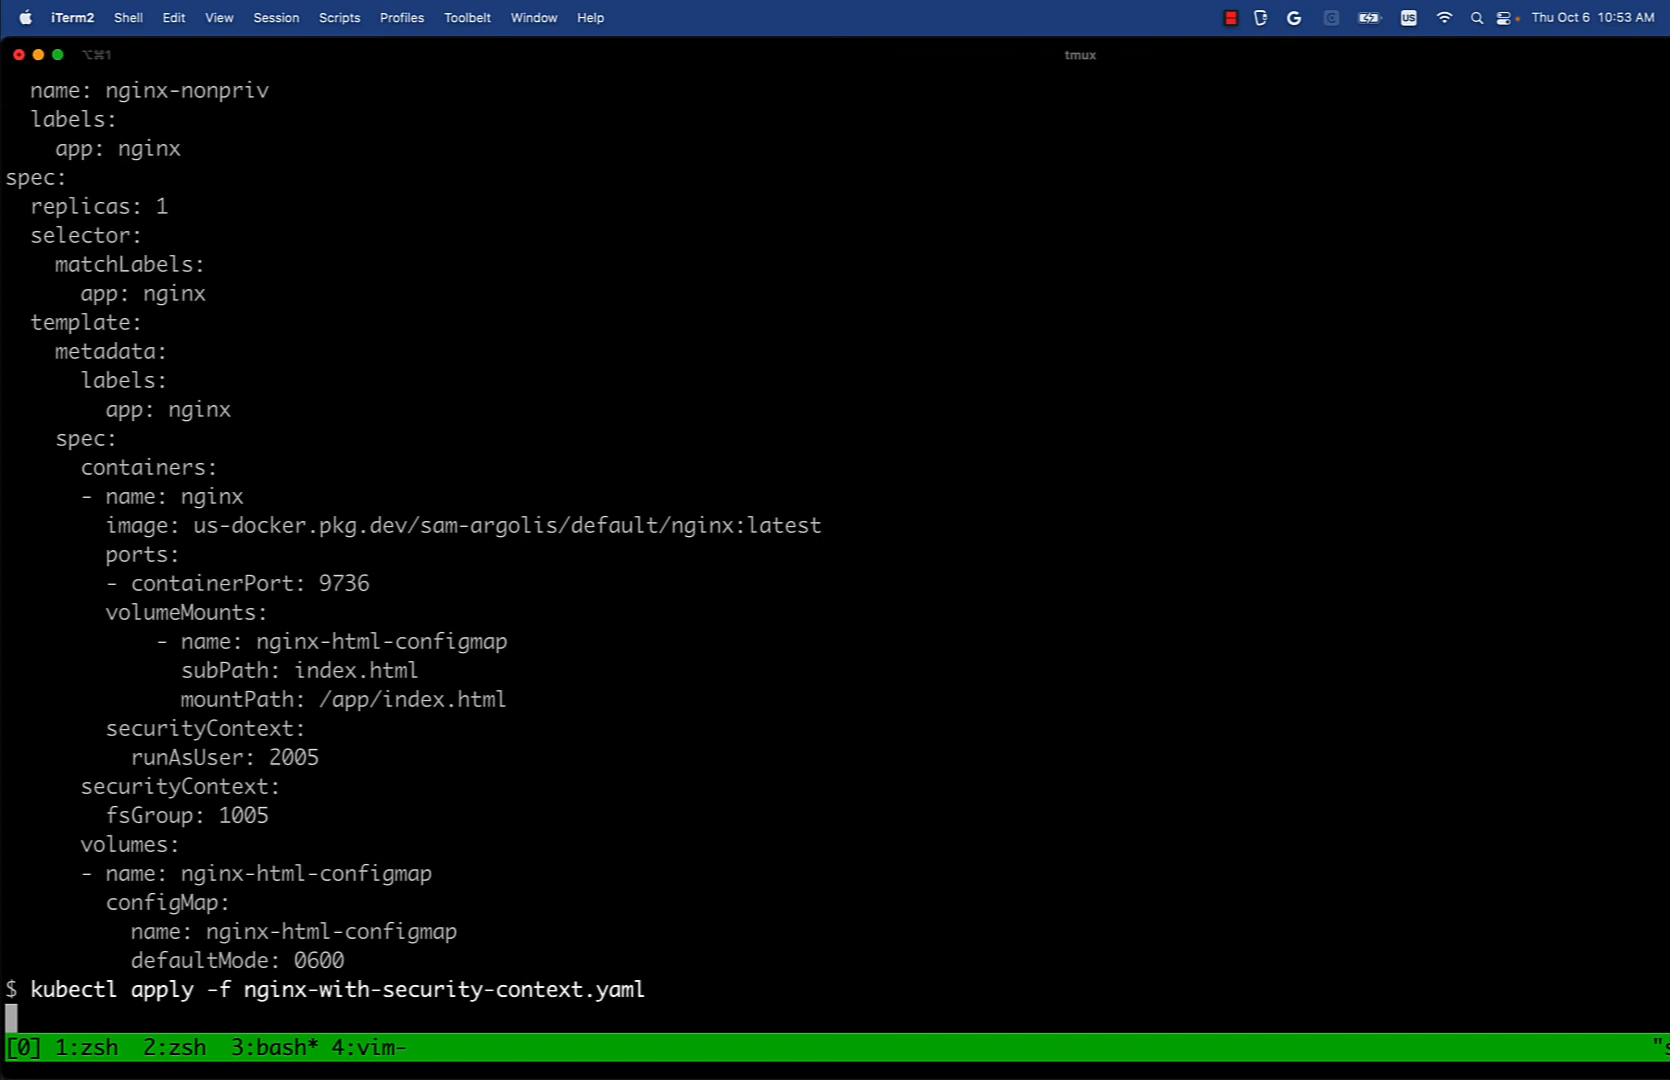 iTerm2 Shell Edit View Session Scripts Profiles Toolbelt Window Help US Thu Oct 6 10:53 AM
⌥⌘1 tmux
  name: nginx-nonpriv
  labels:
    app: nginx
spec:
  replicas: 1
  selector:
    matchLabels:
      app: nginx
  template:
    metadata:
      labels:
        app: nginx
    spec:
      containers:
      - name: nginx
        image: us-docker.pkg.dev/sam-argolis/default/nginx:latest
        ports:
        - containerPort: 9736
        volumeMounts:
            - name: nginx-html-configmap
              subPath: index.html
              mountPath: /app/index.html
        securityContext:
          runAsUser: 2005
      securityContext:
        fsGroup: 1005
      volumes:
      - name: nginx-html-configmap
        configMap:
          name: nginx-html-configmap
          defaultMode: 0600
$ kubectl apply -f nginx-with-security-context.yaml
[0] 1:zsh  2:zsh  3:bash* 4:vim- "s